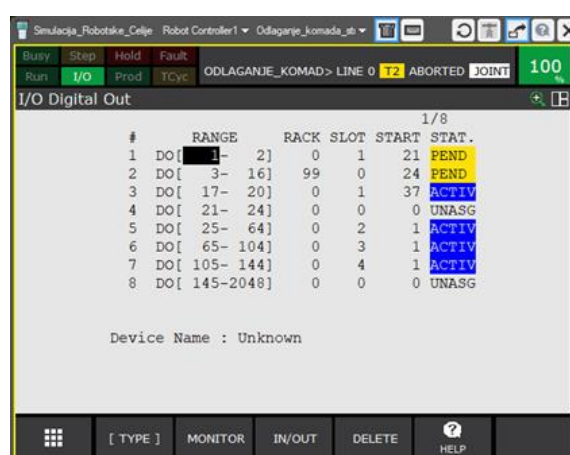 Simulacija_Robotske_Celije Robot Controller1 Odlaganje_komada_sti
Busy Step Hold Fault
Run I/O Prod TCyc
ODLAGANJE_KOMAD> LINE 0 T2 ABORTED JOINT
100 %
I/O Digital Out
1/8
# RANGE RACK SLOT START STAT.
1 DO[ 1- 2] 0 1 21 PEND
2 DO[ 3- 16] 99 0 24 PEND
3 DO[ 17- 20] 0 1 37 ACTIV
4 DO[ 21- 24] 0 0 0 UNASG
5 DO[ 25- 64] 0 2 1 ACTIV
6 DO[ 65- 104] 0 3 1 ACTIV
7 DO[ 105- 144] 0 4 1 ACTIV
8 DO[ 145-2048] 0 0 0 UNASG
Device Name : Unknown
[ TYPE ] MONITOR IN/OUT DELETE HELP